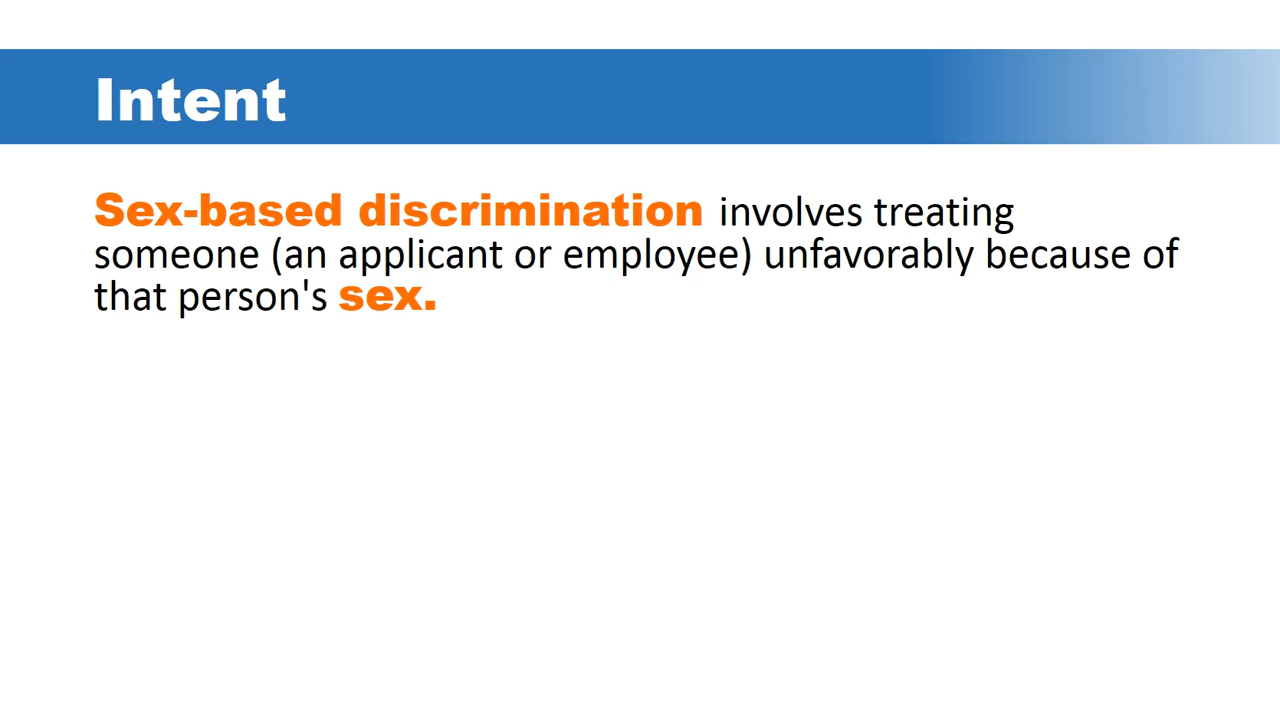 Intent
Sex-based discrimination involves treating
someone (an applicant or employee) unfavorably because of
that person's sex.